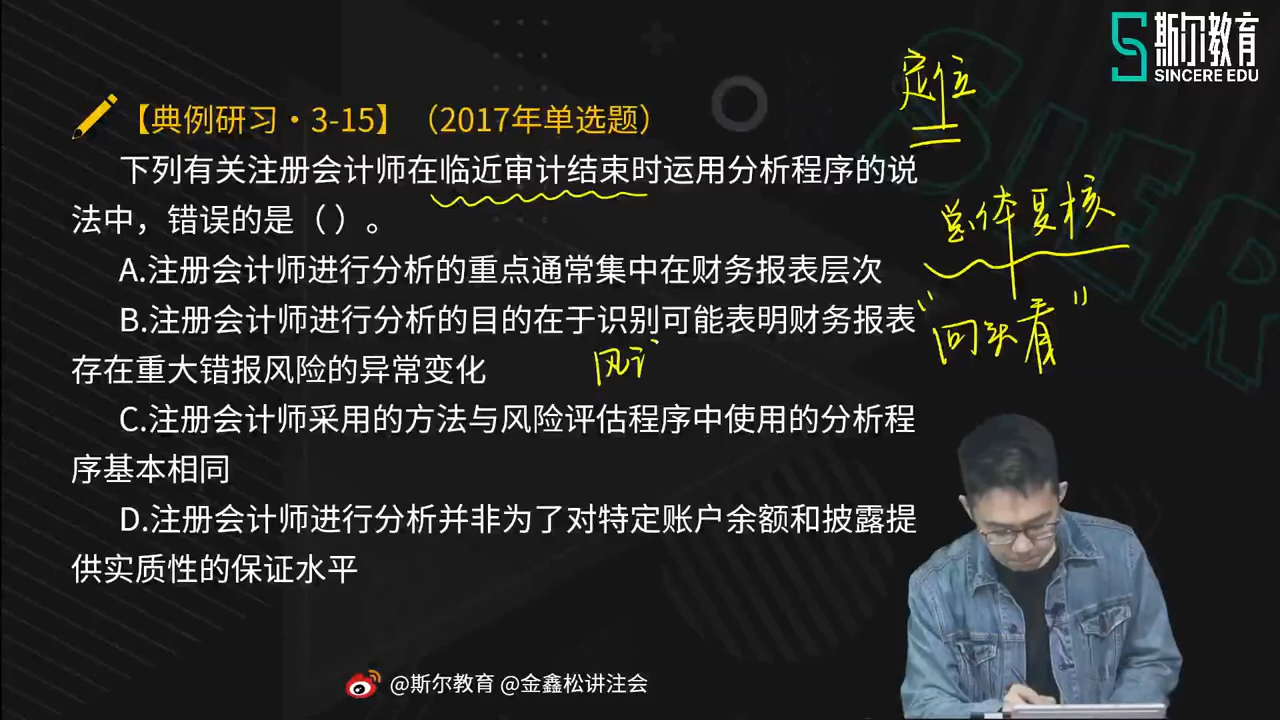 斯尔教育
SINCERE EDU
定位
【典例研习·3-15】（2017年单选题）
下列有关注册会计师在临近审计结束时运用分析程序的说
法中，错误的是（ ）。
总体复核
A.注册会计师进行分析的重点通常集中在财务报表层次
B.注册会计师进行分析的目的在于识别可能表明财务报表
"回头看"
存在重大错报风险的异常变化
风评
C.注册会计师采用的方法与风险评估程序中使用的分析程
序基本相同
D.注册会计师进行分析并非为了对特定账户余额和披露提
供实质性的保证水平
@斯尔教育 @金鑫松讲注会